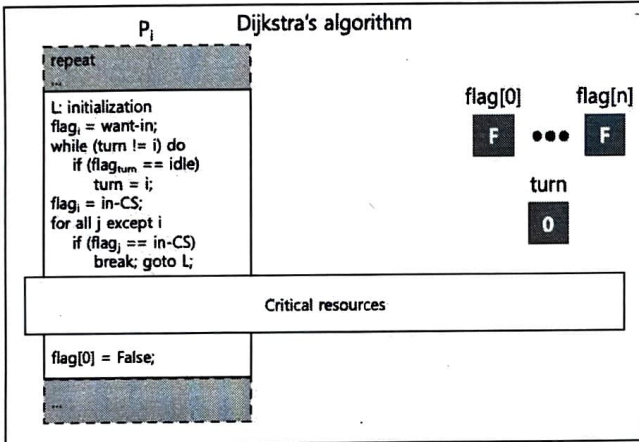 Dijkstra's algorithm
P_i
repeat
...
L: initialization
flag_i = want-in;
while (turn != i) do
if (flag_turn == idle)
turn = i;
flag_i = in-CS;
for all j except i
if (flag_j == in-CS)
break; goto L;
Critical resources
flag[0] = False;
...
flag[0] flag[n]
F ••• F
turn
0